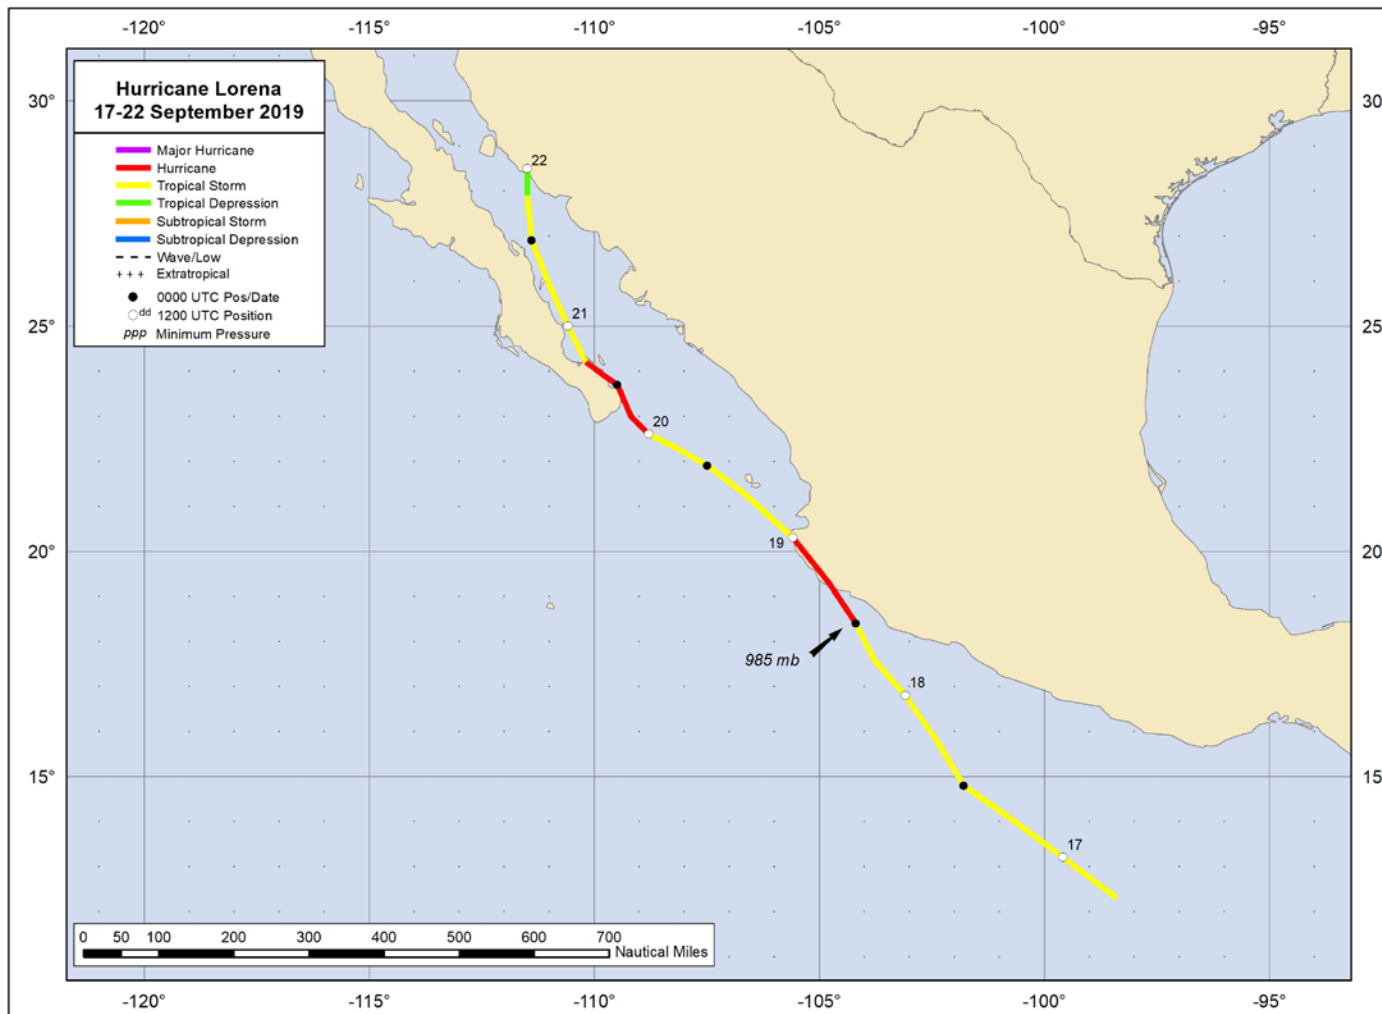 -120° -115° -110° -105° -100° -95°
Hurricane Lorena
17-22 September 2019
Major Hurricane
Hurricane
Tropical Storm
Tropical Depression
Subtropical Storm
Subtropical Depression
Wave/Low
+++ Extratropical
0000 UTC Pos/Date
dd 1200 UTC Position
ppp Minimum Pressure
30° 30
22
25° 21 25
20
20° 19 20
985 mb
18
15° 15
17
0 50 100 200 300 400 500 600 700
Nautical Miles
-120° -115° -110° -105° -100° -95°